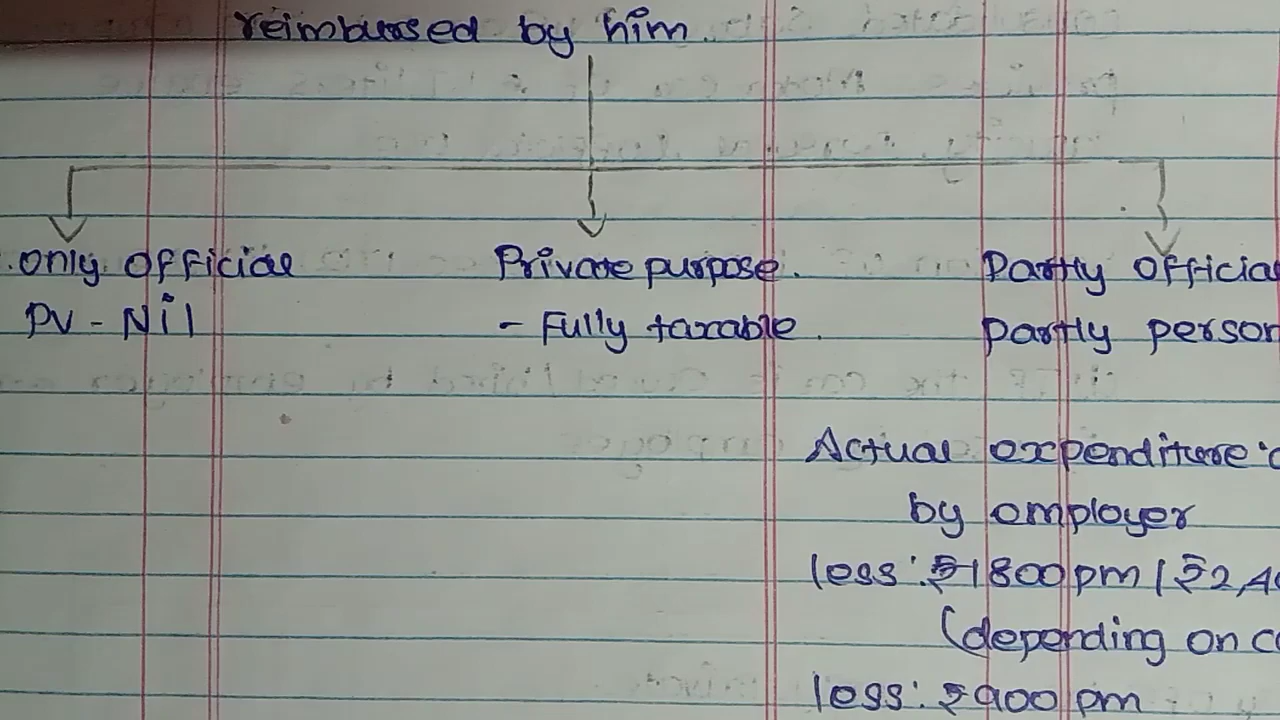 reimbursed by him.
only official
PV - Nil
Private purpose.
- Fully taxable.
Partly Officia
partly person
Actual expenditure
by employer
less: ₹1800 pm / ₹2,40
(depending on
less: ₹900 pm